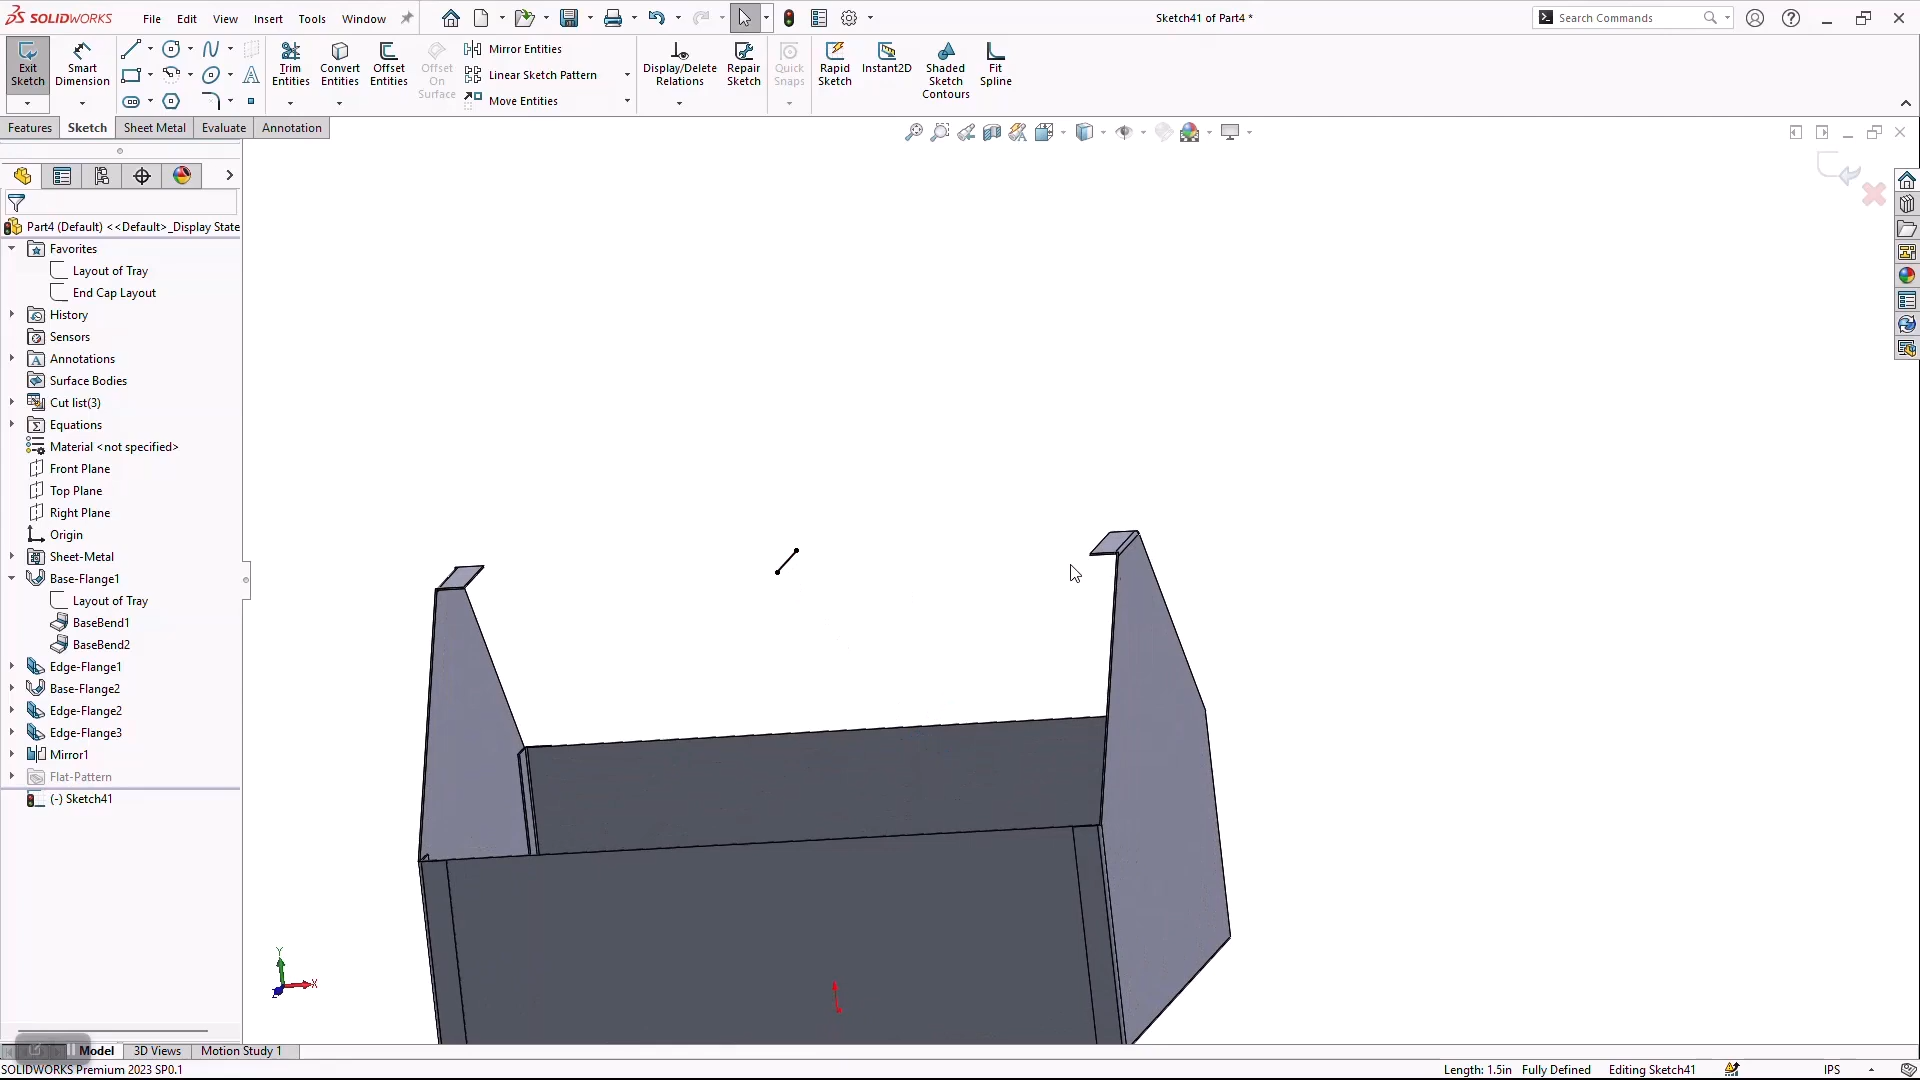 SOLIDWORKS
File Edit View Insert Tools Window
Sketch41 of Part4 *
Search Commands
Exit Sketch
Smart Dimension
Trim Entities
Convert Entities
Offset Entities
Offset On Surface
Mirror Entities
Linear Sketch Pattern
Move Entities
Display/Delete Relations
Repair Sketch
Quick Snaps
Rapid Sketch
Instant2D
Shaded Sketch Contours
Fit Spline
Features Sketch Sheet Metal Evaluate Annotation
Part4 (Default) <<Default>_Display State
Favorites
Layout of Tray
End Cap Layout
History
Sensors
Annotations
Surface Bodies
Cut list(3)
Equations
Material <not specified>
Front Plane
Top Plane
Right Plane
Origin
Sheet-Metal
Base-Flange1
Layout of Tray
BaseBend1
BaseBend2
Edge-Flange1
Base-Flange2
Edge-Flange2
Edge-Flange3
Mirror1
Flat-Pattern
(-) Sketch41
Y
X
Z
Model 3D Views Motion Study 1
SOLIDWORKS Premium 2023 SP0.1
Length: 1.5in Fully Defined Editing Sketch41 IPS